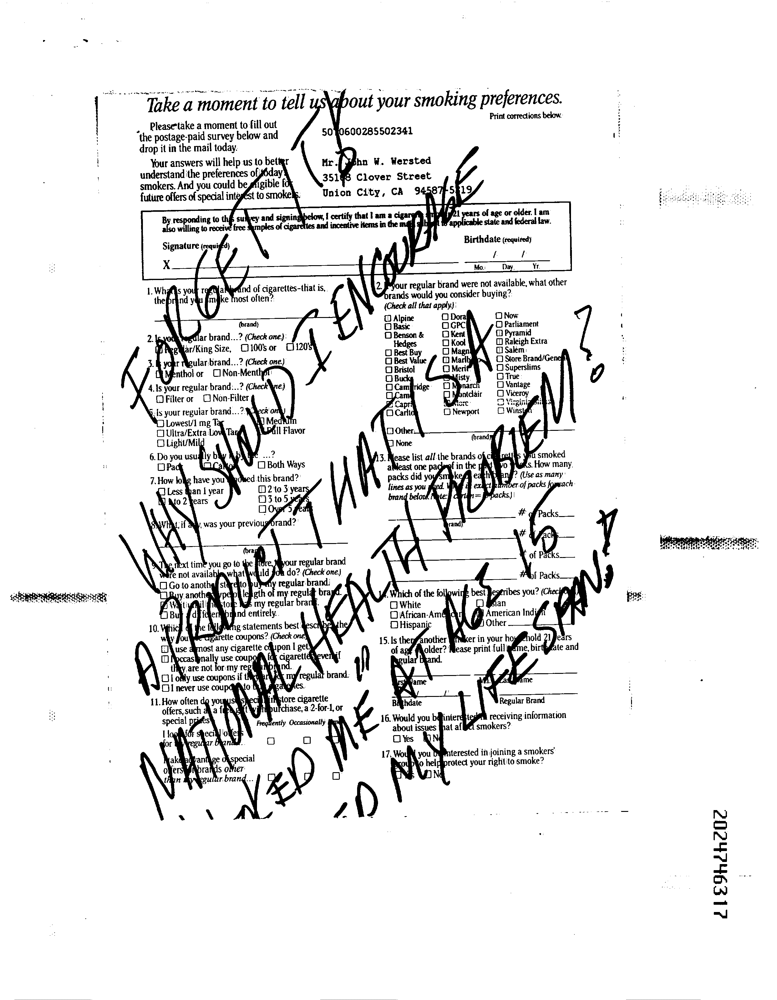 Take a moment to tell us about your smoking preferences.
Print corrections below.
Please take a moment to fill out
the postage-paid survey below and
drop it in the mail today.
Your answers will help us to better
understand the preferences of today's
smokers. And you could be eligible for
future offers of special interest to smokers.
5010600285502341
Mr. John W. Wersted
35168 Clover Street
Union City, CA 94587-5319
By responding to this survey and signing below, I certify that I am a cigarette smoker 21 years of age or older. I am
also willing to receive free samples of cigarettes and incentive items in the mail subject to applicable state and federal law.
Signature (required)
Birthdate (required)
X
/ /
Mo. Day Yr.
1. What is your regular brand of cigarettes–that is,
the brand you smoke most often?
(brand)
2. Is your regular brand...? (Check one)
Regular/King Size, 100's or 120's
3. Is your regular brand...? (Check one)
Menthol or Non-Menthol
4. Is your regular brand...? (Check one)
Filter or Non-Filter
5. Is your regular brand...? (Check one)
Lowest/1 mg Tar Medium
Ultra/Extra Low Tar Full Flavor
Light/Mild
6. Do you usually buy it by the ...?
Pack Carton Both Ways
7. How long have you smoked this brand?
Less than 1 year 2 to 3 years
1 to 2 years 3 to 5 years
Over 5 years
8. What, if any, was your previous brand?
(brand)
9. The next time you go to the store, if your regular brand
were not available, what would you do? (Check one)
Go to another store to buy my regular brand.
Buy another type or length of my regular brand.
Wait until the store has my regular brand.
Buy a different brand entirely.
10. Which of the following statements best describes the
way you use cigarette coupons? (Check one)
I use almost any cigarette coupon I get.
I occasionally use coupons for cigarettes, even if
they are not for my regular brand.
I only use coupons if they are for my regular brand.
I never use coupons to buy cigarettes.
11. How often do you use special in-store cigarette
offers, such as a free gift with purchase, a 2-for-1, or
special prices?
Frequently Occasionally
I look for special offers
for my regular brand...
I take advantage of special
offers for brands other
than my regular brand...
12. If your regular brand were not available, what other
brands would you consider buying?
(Check all that apply)
Alpine
Basic
Benson &
Hedges
Best Buy
Best Value
Bristol
Bucks
Cambridge
Camel
Capri
Carlton
Doral
GPC
Kent
Kool
Magna
Marlboro
Merit
Misty
Monarch
Montclair
More
Newport
Now
Parliament
Pyramid
Raleigh Extra
Salem
Store Brand/Generic
Superslims
True
Vantage
Viceroy
Virginia
Winston
Other
(brand)
None
13. Please list all the brands of cigarettes you smoked
at least one pack of in the past two weeks. How many
packs did you smoke of each brand? (Use as many
lines as you need. Write in exact number of packs for each
brand below. Note: 1 carton = 10 packs.)
# of Packs
(brand)
# of Packs
# of Packs
# of Packs
14. Which of the following best describes you? (Check one)
White Asian
African-American American Indian
Hispanic Other
15. Is there another smoker in your household 21 years
of age or older? Please print full name, birthdate and
regular brand.
First Name MI Last Name
/
Birthdate Regular Brand
16. Would you be interested in receiving information
about issues that affect smokers?
Yes No
17. Would you be interested in joining a smokers'
group to help protect your right to smoke?
Yes No
FORGET IT!
WHY SHOULD I ENCOURAGE
A PRODUCT THAT IS A
NATIONAL HEALTH PROBLEM?
ED ME AT AGE 15
ED MY LIFE SPAN!
2024746317